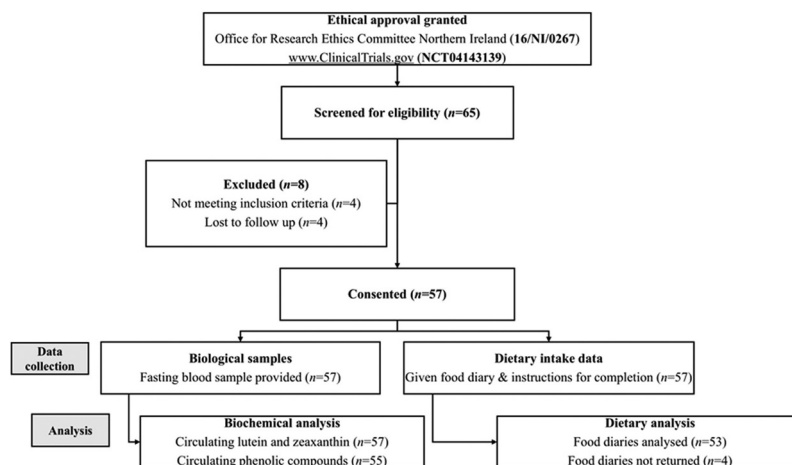 Ethical approval granted
Office for Research Ethics Committee Northern Ireland (16/NI/0267)
www.ClinicalTrials.gov (NCT04143139)
Screened for eligibility (n=65)
Excluded (n=8)
Not meeting inclusion criteria (n=4)
Lost to follow up (n=4)
Consented (n=57)
Data
collection
Biological samples
Fasting blood sample provided (n=57)
Dietary intake data
Given food diary & instructions for completion (n=57)
Analysis
Biochemical analysis
Circulating lutein and zeaxanthin (n=57)
Circulating phenolic compounds (n=55)
Dietary analysis
Food diaries analysed (n=53)
Food diaries not returned (n=4)